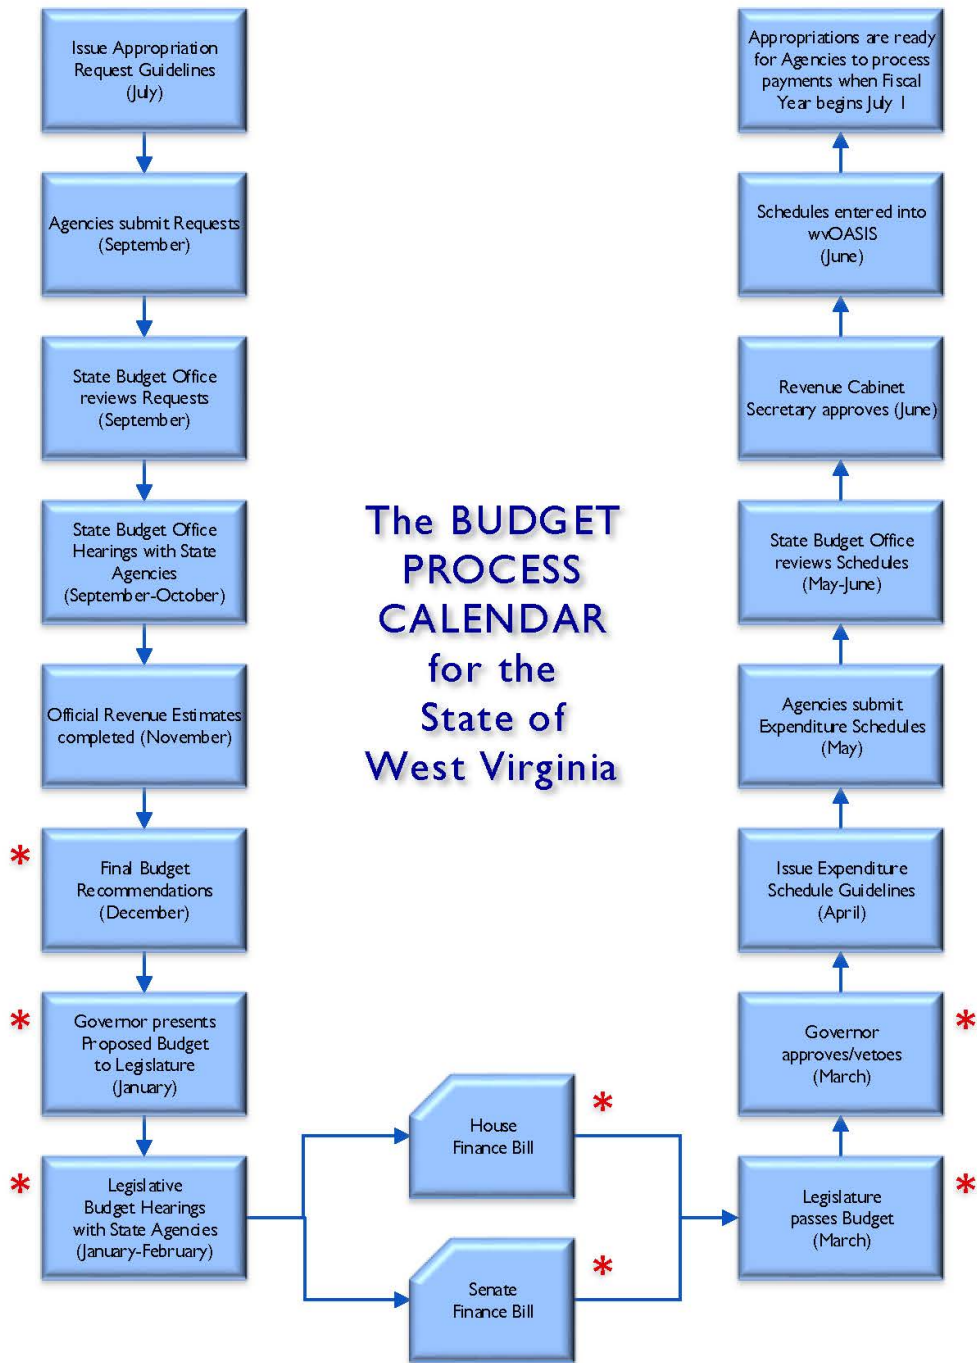 Issue Appropriation
Request Guidelines
(July)
Agencies submit Requests
(September)
State Budget Office
reviews Requests
(September)
State Budget Office
Hearings with State
Agencies
(September-October)
Official Revenue Estimates
completed (November)
*
Final Budget
Recommendations
(December)
*
Governor presents
Proposed Budget
to Legislature
(January)
*
Legislative
Budget Hearings
with State Agencies
(January-February)
The BUDGET
PROCESS
CALENDAR
for the
State of
West Virginia
*
House
Finance Bill
*
Senate
Finance Bill
Appropriations are ready
for Agencies to process
payments when Fiscal
Year begins July 1
Schedules entered into
wvOASIS
(June)
Revenue Cabinet
Secretary approves (June)
State Budget Office
reviews Schedules
(May-June)
Agencies submit
Expenditure Schedules
(May)
Issue Expenditure
Schedule Guidelines
(April)
*
Governor
approves/vetoes
(March)
*
Legislature
passes Budget
(March)